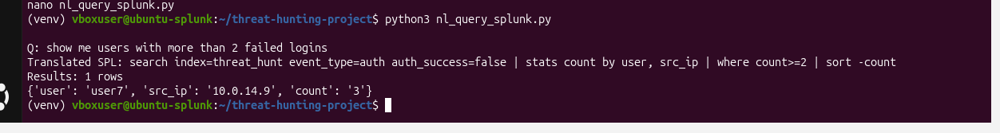 nano nl_query_splunk.py
(venv) vboxuser@ubuntu-splunk:~/threat-hunting-project$ python3 nl_query_splunk.py
Q: show me users with more than 2 failed logins
Translated SPL: search index=threat_hunt event_type=auth auth_success=false | stats count by user, src_ip | where count>=2 | sort -count
Results: 1 rows
{'user': 'user7', 'src_ip': '10.0.14.9', 'count': '3'}
(venv) vboxuser@ubuntu-splunk:~/threat-hunting-project$